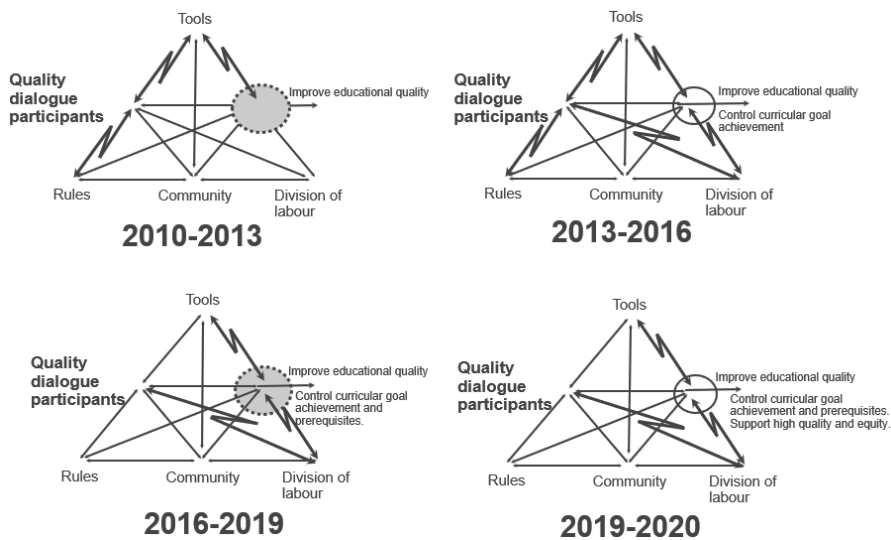 Tools
Quality
dialogue
participants
Improve educational quality
Rules
Community
Division of
labour
2010-2013
Tools
Quality
dialogue
participants
Improve educational quality
Control curricular goal
achievement
Rules
Community
Division of
labour
2013-2016
Tools
Quality
dialogue
participants
Improve educational quality
Control curricular goal
achievement and
prerequisites.
Rules
Community
Division of
labour
2016-2019
Tools
Quality
dialogue
participants
Improve educational quality
Control curricular goal
achievement and prerequisites.
Support high quality and equity.
Rules
Community
Division of
labour
2019-2020